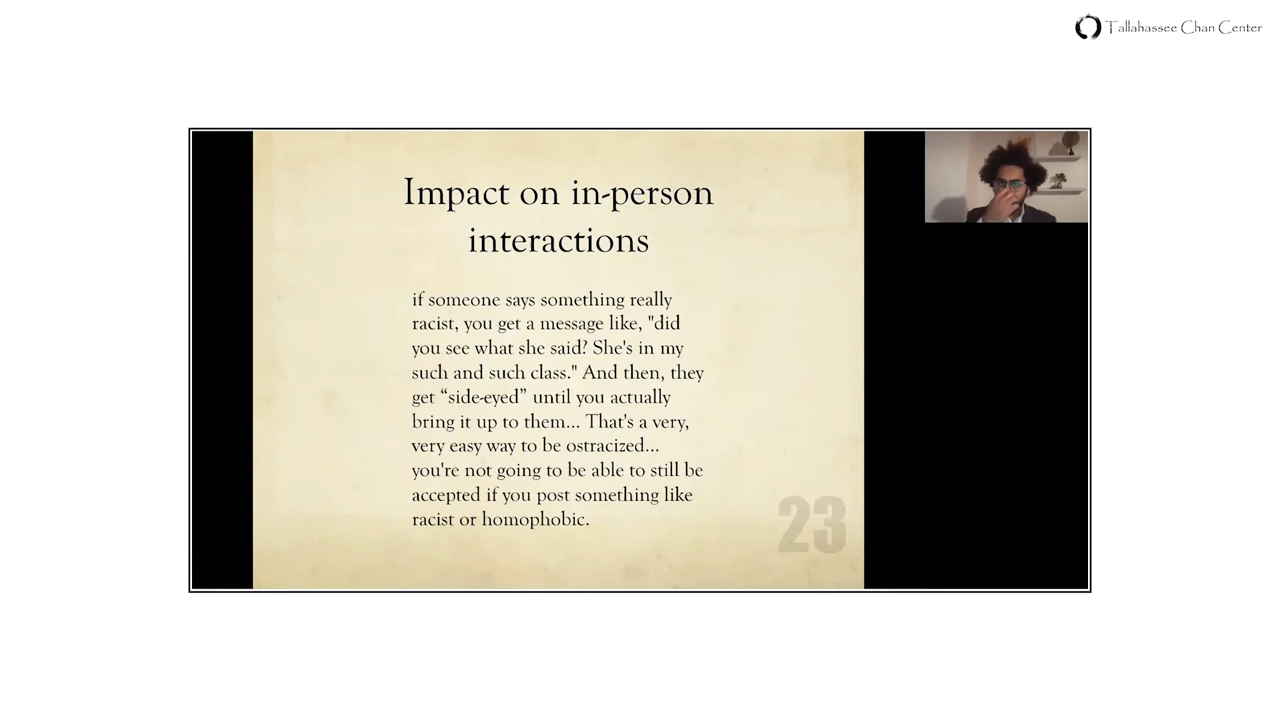 Tallahassee Chan Center
Impact on in-person
interactions
if someone says something really
racist, you get a message like, "did
you see what she said? She's in my
such and such class." And then, they
get “side-eyed” until you actually
bring it up to them... That's a very,
very easy way to be ostracized...
you're not going to be able to still be
accepted if you post something like
racist or homophobic.
23